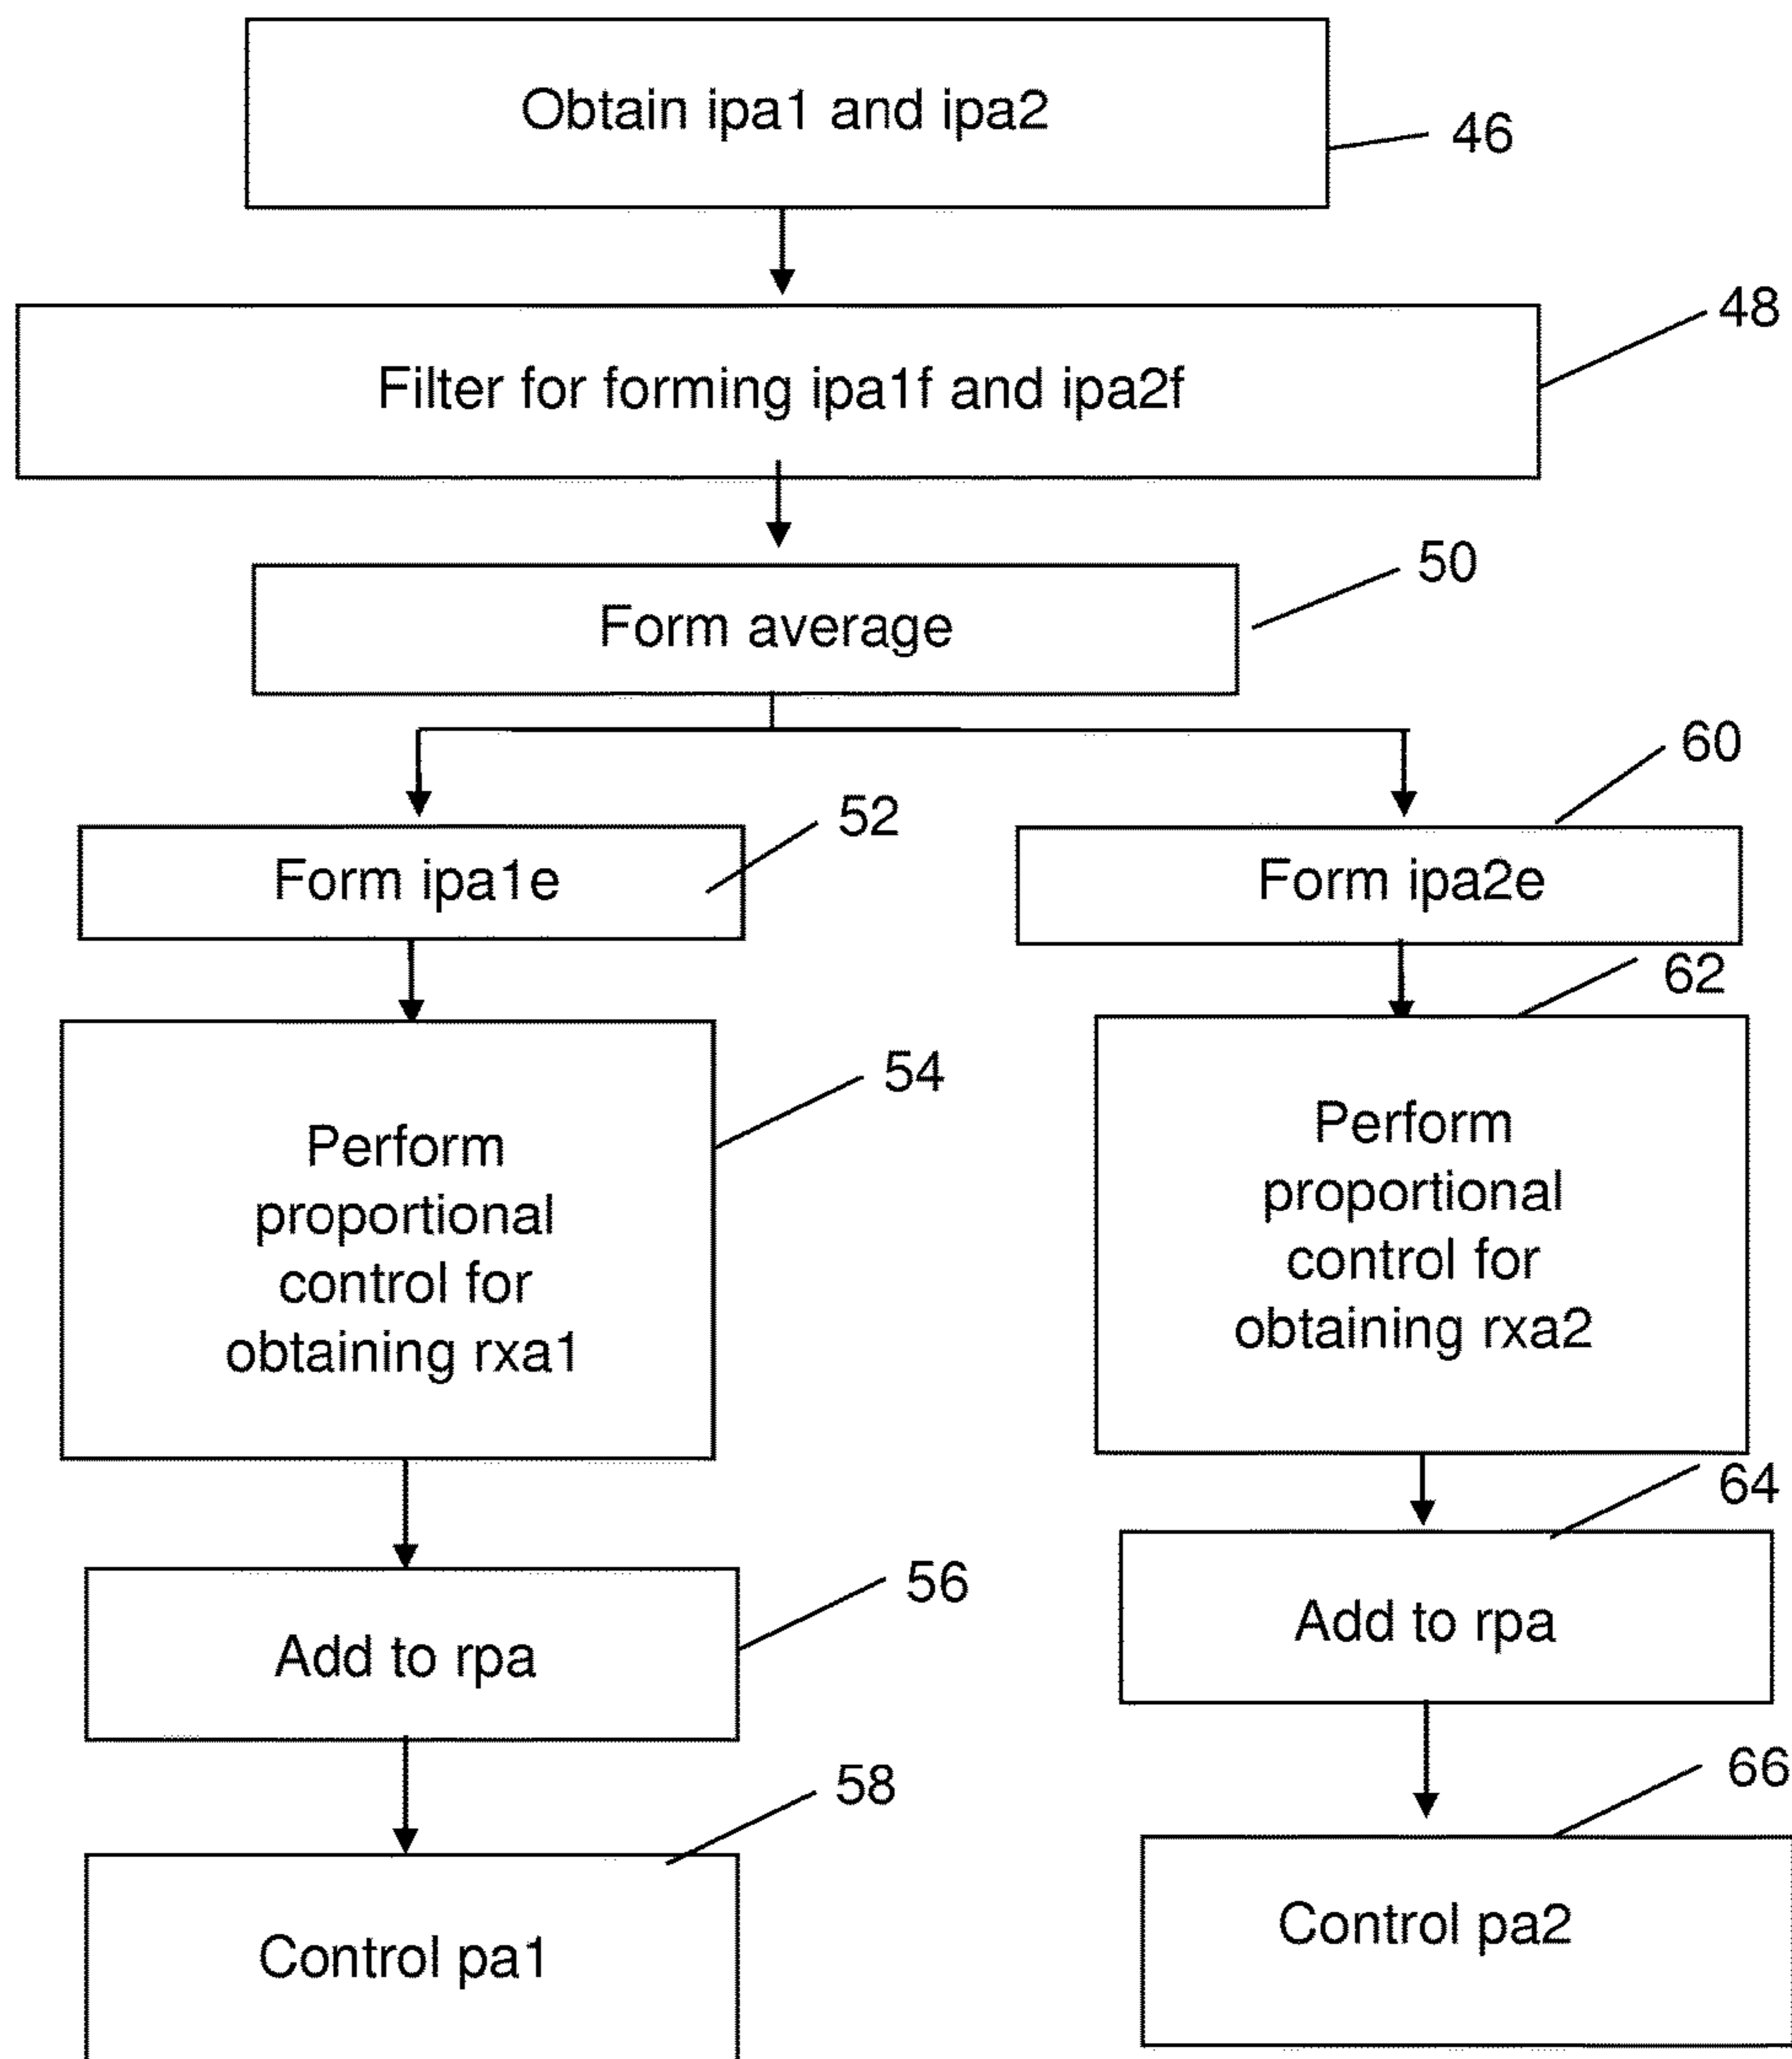 Obtain ipa1 and ipa2
46
Filter for forming ipa1f and ipa2f
48
Form average
50
Form ipa1e
52
Form ipa2e
60
Perform
proportional
control for
obtaining rxa1
54
Perform
proportional
control for
obtaining rxa2
62
Add to rpa
56
Add to rpa
64
Control pa1
58
Control pa2
66